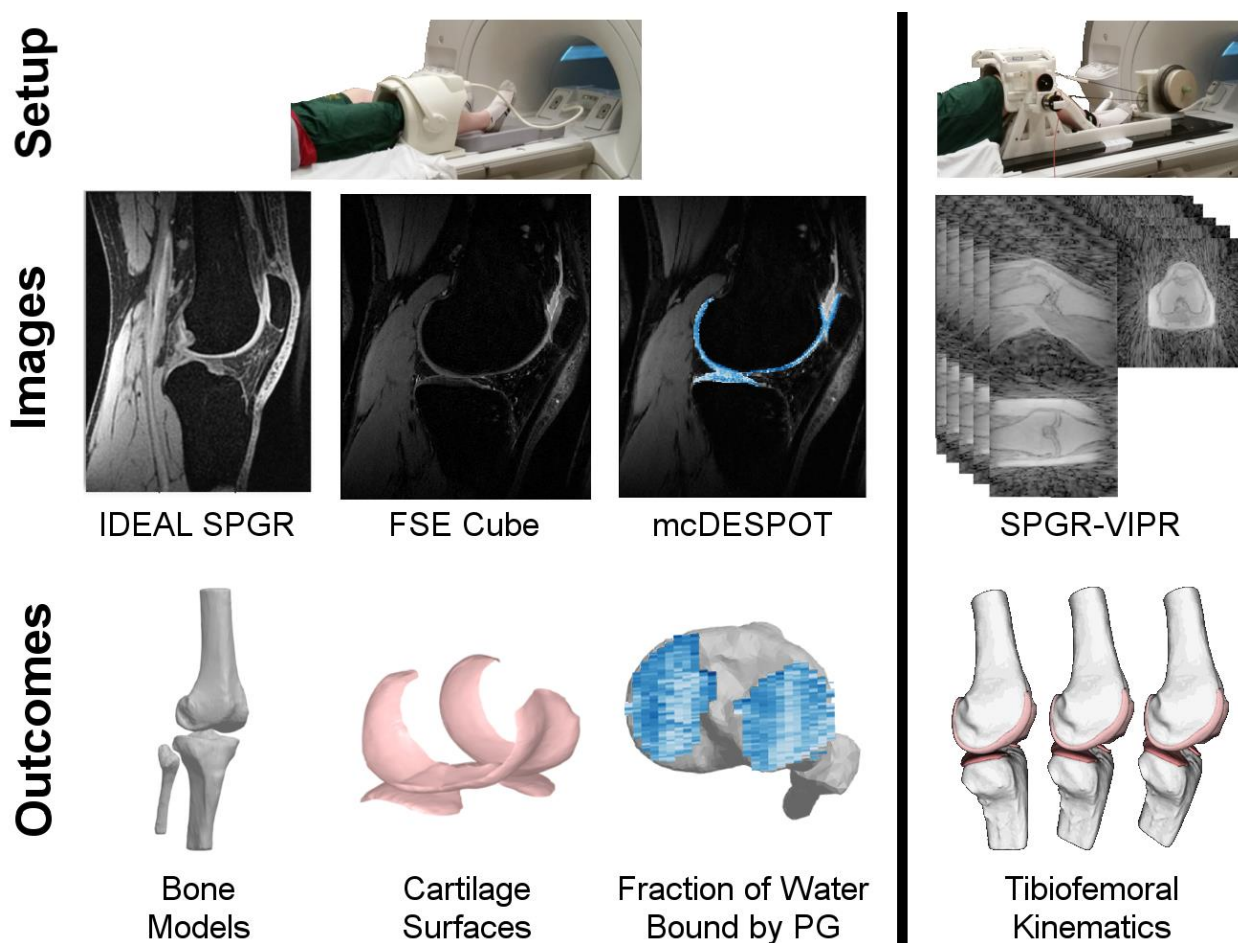 Setup
Images
IDEAL SPGR
FSE Cube
mcDESPOT
SPGR-VIPR
Outcomes
Bone
Models
Cartilage
Surfaces
Fraction of Water
Bound by PG
Tibiofemoral
Kinematics